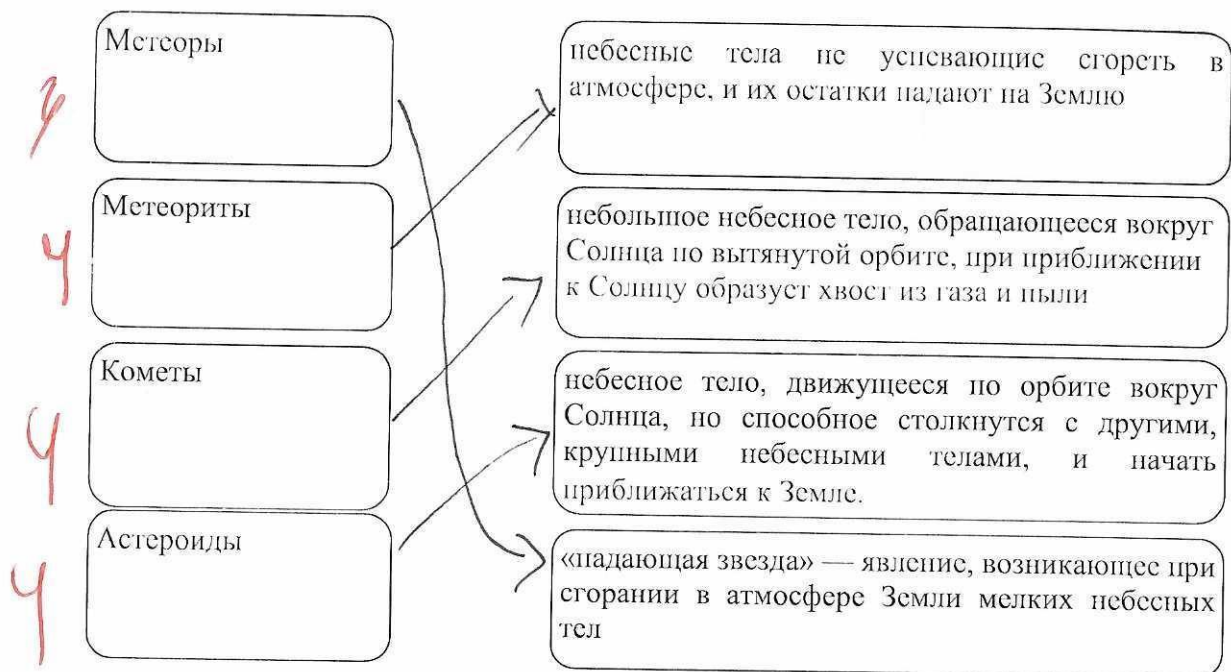 Метеоры
небесные тела не успевающие сгореть в
атмосфере, и их остатки падают на Землю
Метеориты
небольшое небесное тело, обращающееся вокруг
Солнца по вытянутой орбите, при приближении
к Солнцу образует хвост из газа и пыли
4
Кометы
небесное тело, движущееся по орбите вокруг
Солнца, но способное столкнутся с другими,
крупными небесными телами, и начать
приближаться к Земле.
4
Астероиды
«падающая звезда» — явление, возникающее при
сгорании в атмосфере Земли мелких небесных
тел
4